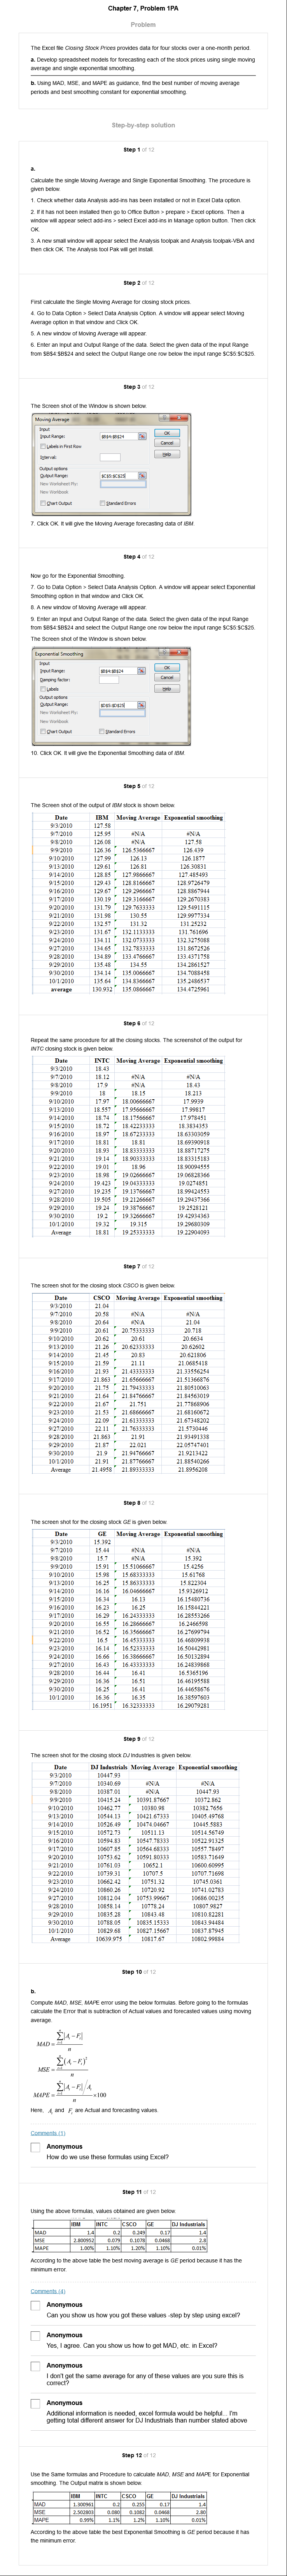 Chapter 7, Problem 1PA
Problem
The Excel file Closing Stock Prices provides data for four stocks over a one-month period.
a. Develop spreadsheet models for forecasting each of the stock prices using single moving
average and single exponential smoothing.
b. Using MAD, MSE, and MAPE as guidance, find the best number of moving average
periods and best smoothing constant for exponential smoothing.
Step-by-step solution
Step 1 of 12
a.
Calculate the single Moving Average and Single Exponential Smoothing. The procedure is
given below.
1. Check whether Data analysis add-ins has been installed or not in Excel Data option.
2. If it has not been installed then go to Office Button > prepare > Excel options. Then a
window will appear select add-ins > select Excel add-ins in Manage option button. Then click
OK.
3. A new small window will appear select the Analysis toolpak and Analysis toolpak-VBA and
then click OK. The Analysis tool Pak will get Install.
Step 2 of 12
First calculate the Single Moving Average for closing stock prices.
4. Go to Data Option > Select Data Analysis Option. A window will appear select Moving
Average option in that window and Click OK.
5. A new window of Moving Average will appear.
6. Enter an Input and Output Range of the data. Select the given data of the input Range
from $B$4:$B$24 and select the Output Range one row below the input range $C$5:$C$25.
Step 3 of 12
The Screen shot of the Window is shown below.
Moving Average
Input
Input Range: $B$4:$B$24
Labels in First Row
Interval:
Output options
Output Range: $C$5:$C$25
New Worksheet Ply:
New Workbook
Chart Output Standard Errors
OK
Cancel
Help
7. Click OK. It will give the Moving Average forecasting data of IBM.
Step 4 of 12
Now go for the Exponential Smoothing.
7. Go to Data Option > Select Data Analysis Option. A window will appear select Exponential
Smoothing option in that window and Click OK.
8. A new window of Moving Average will appear.
9. Enter an Input and Output Range of the data. Select the given data of the input Range
from $B$4:$B$24 and select the Output Range one row below the input range $C$5:$C$25.
The Screen shot of the Window is shown below.
Exponential Smoothing
Input
Input Range: $B$4:$B$24
Damping factor:
Labels
Output options
Output Range: $D$5:$D$25
New Worksheet Ply:
New Workbook
Chart Output Standard Errors
OK
Cancel
Help
10. Click OK. It will give the Exponential Smoothing data of IBM.
Step 5 of 12
The Screen shot of the output of IBM stock is shown below.
Date IBM Moving Average Exponential smoothing
9/3/2010 127.58
9/7/2010 125.95 #N/A #N/A
9/8/2010 126.08 #N/A 127.58
9/9/2010 126.36 126.5366667 126.439
9/10/2010 127.99 126.13 126.1877
9/13/2010 129.61 126.81 126.30831
9/14/2010 128.85 127.9866667 127.485493
9/15/2010 129.43 128.8166667 128.9726479
9/16/2010 129.67 129.2966667 128.8867944
9/17/2010 130.19 129.3166667 129.2670383
9/20/2010 131.79 129.7633333 129.5491115
9/21/2010 131.98 130.55 129.9977334
9/22/2010 132.57 131.32 131.25232
9/23/2010 131.67 132.1133333 131.761696
9/24/2010 134.11 132.0733333 132.3275088
9/27/2010 134.65 132.7833333 131.8672526
9/28/2010 134.89 133.4766667 133.4371758
9/29/2010 135.48 134.55 134.2861527
9/30/2010 134.14 135.0066667 134.7088458
10/1/2010 135.64 134.8366667 135.2486537
average 130.932 135.0866667 134.4725961
Step 6 of 12
Repeat the same procedure for all the closing stocks. The screenshot of the output for
INTC closing stock is given below.
Date INTC Moving Average Exponential smoothing
9/3/2010 18.43
9/7/2010 18.12 #N/A #N/A
9/8/2010 17.9 #N/A 18.43
9/9/2010 18 18.15 18.213
9/10/2010 17.97 18.00666667 17.9939
9/13/2010 18.557 17.95666667 17.99817
9/14/2010 18.74 18.17566667 17.978451
9/15/2010 18.72 18.42233333 18.3834353
9/16/2010 18.97 18.67233333 18.63303059
9/17/2010 18.81 18.81 18.69390918
9/20/2010 18.93 18.83333333 18.88717275
9/21/2010 19.14 18.90333333 18.83315183
9/22/2010 19.01 18.96 18.90094555
9/23/2010 18.98 19.02666667 19.06828366
9/24/2010 19.423 19.04333333 19.0274851
9/27/2010 19.235 19.13766667 18.99424553
9/28/2010 19.505 19.21266667 19.29437366
9/29/2010 19.24 19.38766667 19.2528121
9/30/2010 19.2 19.32666667 19.42934363
10/1/2010 19.32 19.315 19.29680309
Average 18.81 19.25333333 19.22904093
Step 7 of 12
The screen shot for the closing stock CSCO is given below.
Date CSCO Moving Average Exponential smoothing
9/3/2010 21.04
9/7/2010 20.58 #N/A #N/A
9/8/2010 20.64 #N/A 21.04
9/9/2010 20.61 20.75333333 20.718
9/10/2010 20.62 20.61 20.6634
9/13/2010 21.26 20.62333333 20.62602
9/14/2010 21.45 20.83 20.621806
9/15/2010 21.59 21.11 21.0685418
9/16/2010 21.93 21.43333333 21.33556254
9/17/2010 21.863 21.65666667 21.51366876
9/20/2010 21.75 21.79433333 21.80510063
9/21/2010 21.64 21.84766667 21.84563019
9/22/2010 21.67 21.751 21.77868906
9/23/2010 21.53 21.68666667 21.68160672
9/24/2010 22.09 21.61333333 21.67348202
9/27/2010 22.11 21.76333333 21.5730446
9/28/2010 21.863 21.91 21.93491338
9/29/2010 21.87 22.021 22.05747401
9/30/2010 21.9 21.94766667 21.9213422
10/1/2010 21.91 21.87766667 21.88540266
Average 21.4958 21.89333333 21.8956208
Step 8 of 12
The screen shot for the closing stock GE is given below.
Date GE Moving Average Exponential smoothing
9/3/2010 15.392
9/7/2010 15.44 #N/A #N/A
9/8/2010 15.7 #N/A 15.392
9/9/2010 15.91 15.51066667 15.4256
9/10/2010 15.98 15.68333333 15.61768
9/13/2010 16.25 15.86333333 15.822304
9/14/2010 16.16 16.04666667 15.9326912
9/15/2010 16.34 16.13 16.15480736
9/16/2010 16.23 16.25 16.15844221
9/17/2010 16.29 16.24333333 16.28553266
9/20/2010 16.55 16.28666667 16.2466598
9/21/2010 16.52 16.35666667 16.27699794
9/22/2010 16.5 16.45333333 16.46809938
9/23/2010 16.14 16.52333333 16.50442981
9/24/2010 16.66 16.38666667 16.50132894
9/27/2010 16.43 16.43333333 16.24839868
9/28/2010 16.44 16.41 16.5365196
9/29/2010 16.36 16.51 16.46195588
9/30/2010 16.25 16.41 16.44658676
10/1/2010 16.36 16.35 16.38597603
16.1951 16.32333333 16.29079281
Step 9 of 12
The screen shot for the closing stock DJ Industries is given below.
Date DJ Industrials Moving Average Exponential smoothing
9/3/2010 10447.93
9/7/2010 10340.69 #N/A #N/A
9/8/2010 10387.01 #N/A 10447.93
9/9/2010 10415.24 10391.87667 10372.862
9/10/2010 10462.77 10380.98 10382.7656
9/13/2010 10544.13 10421.67333 10405.49768
9/14/2010 10526.49 10474.04667 10445.5883
9/15/2010 10572.73 10511.13 10514.56749
9/16/2010 10594.83 10547.78333 10522.91325
9/17/2010 10607.85 10564.68333 10557.78497
9/20/2010 10753.62 10591.80333 10583.71649
9/21/2010 10761.03 10652.1 10600.60995
9/22/2010 10739.31 10707.5 10707.71698
9/23/2010 10662.42 10751.32 10745.0361
9/24/2010 10860.26 10720.92 10741.02783
9/27/2010 10812.04 10753.99667 10686.00235
9/28/2010 10858.14 10778.24 10807.9827
9/29/2010 10835.28 10843.48 10810.82281
9/30/2010 10788.05 10835.15333 10843.94484
10/1/2010 10829.68 10827.15667 10837.87945
Average 10639.975 10817.67 10802.99884
Step 10 of 12
b.
Compute MAD, MSE, MAPE error using the below formulas. Before going to the formulas
calculate the Error that is subtraction of Actual values and forecasted values using moving
average.
MAD = Σ|A_t − F_t| / n
MSE = Σ(A_t − F_t)² / n
MAPE = Σ|A_t − F_t|/A_t / n ×100
Here, A_t and F_t are Actual and forecasting values.
Comments (1)
Anonymous
How do we use these formulas using Excel?
Step 11 of 12
Using the above formulas, values obtained are given below.
IBM INTC CSCO GE DJ Industrials
MAD 1.4 0.2 0.249 0.17 1.4
MSE 2.800952 0.079 0.1078 0.0468 2.8
MAPE 1.00% 1.10% 1.20% 1.10% 0.01%
According to the above table the best moving average is GE period because it has the
minimum error.
Comments (4)
Anonymous
Can you show us how you got these values -step by step using excel?
Anonymous
Yes, I agree. Can you show us how to get MAD, etc. in Excel?
Anonymous
I don't get the same average for any of these values are you sure this is
correct?
Anonymous
Additional information is needed, excel formula would be helpful... I'm
getting total different answer for DJ Industrials than number stated above
Step 12 of 12
Use the Same formulas and Procedure to calculate MAD, MSE and MAPE for Exponential
smoothing. The Output matrix is shown below.
IBM INTC CSCO GE DJ Industrials
MAD 1.300961 0.2 0.255 0.17 1.4
MSE 2.502803 0.080 0.1082 0.0468 2.80
MAPE 0.99% 1.1% 1.2% 1.10% 0.01%
According to the above table the best Exponential Smoothing is GE period because it has
the minimum error.